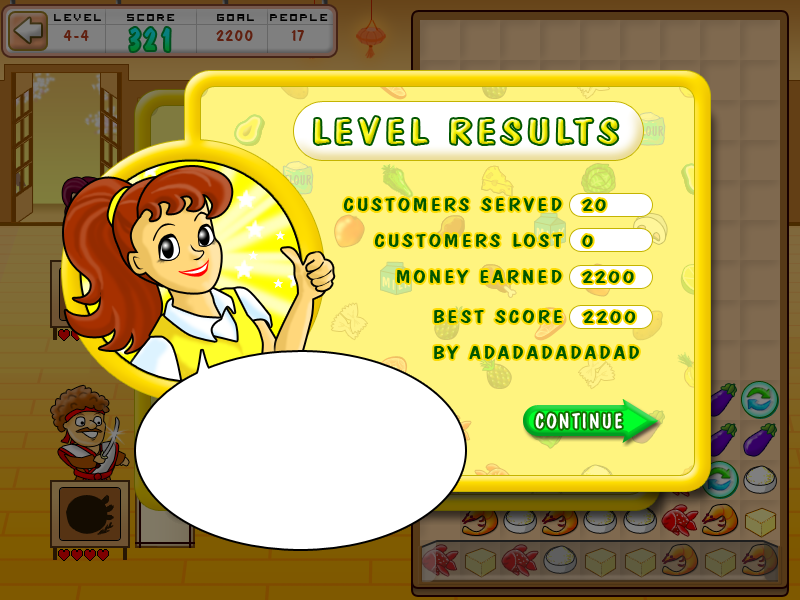 LEVEL SCORE GOAL PEOPLE
4-4 321 2200 17
LEVEL RESULTS
CUSTOMERS SERVED 20
CUSTOMERS LOST 0
MONEY EARNED 2200
BEST SCORE 2200
BY ADADADADADAD
CONTINUE